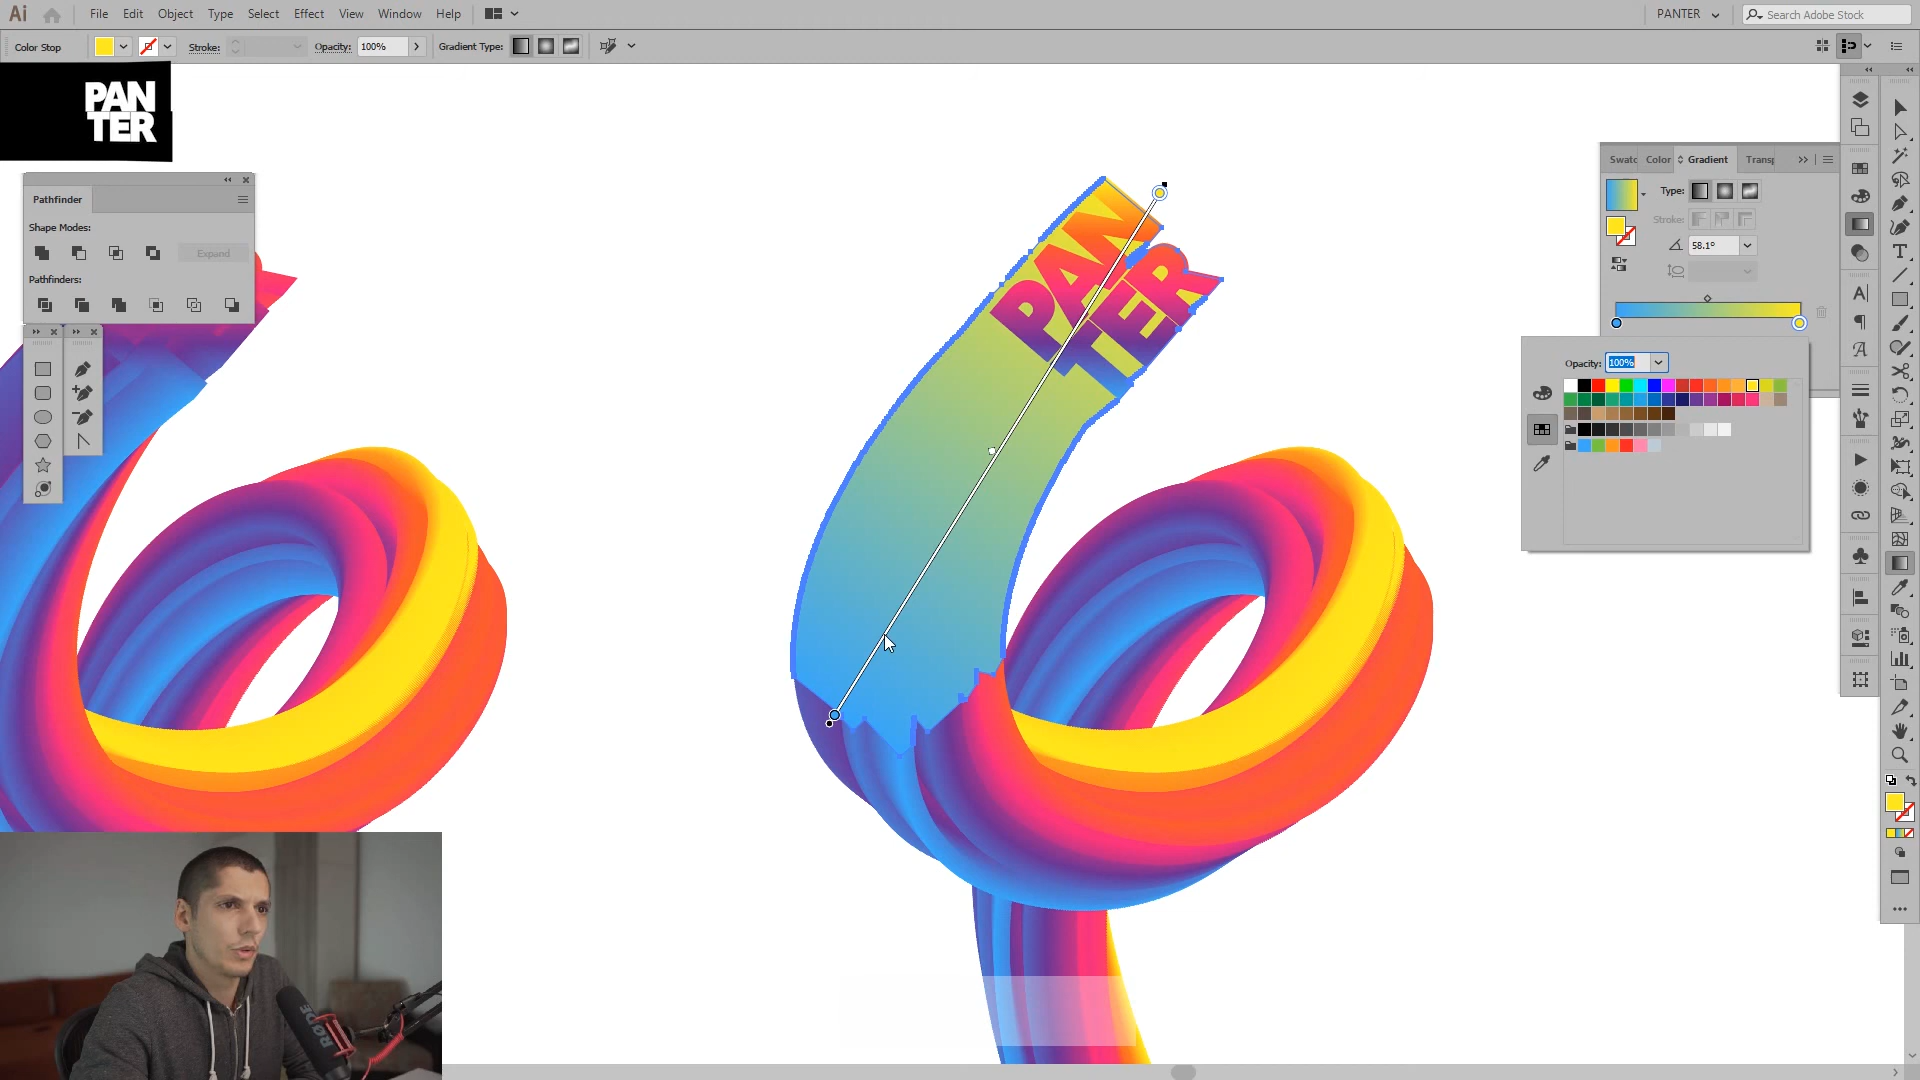 Ai File Edit Object Type Select Effect View Window Help PANTER Search Adobe Stock
Color Stop Stroke: Opacity: 100% Gradient Type:
PAN
TER
Pathfinder
Shape Modes:
Expand
Pathfinders:
PAN
TER
Swatc Color Gradient Transp
Type:
Stroke:
58.1°
Opacity: 100%
RØDE